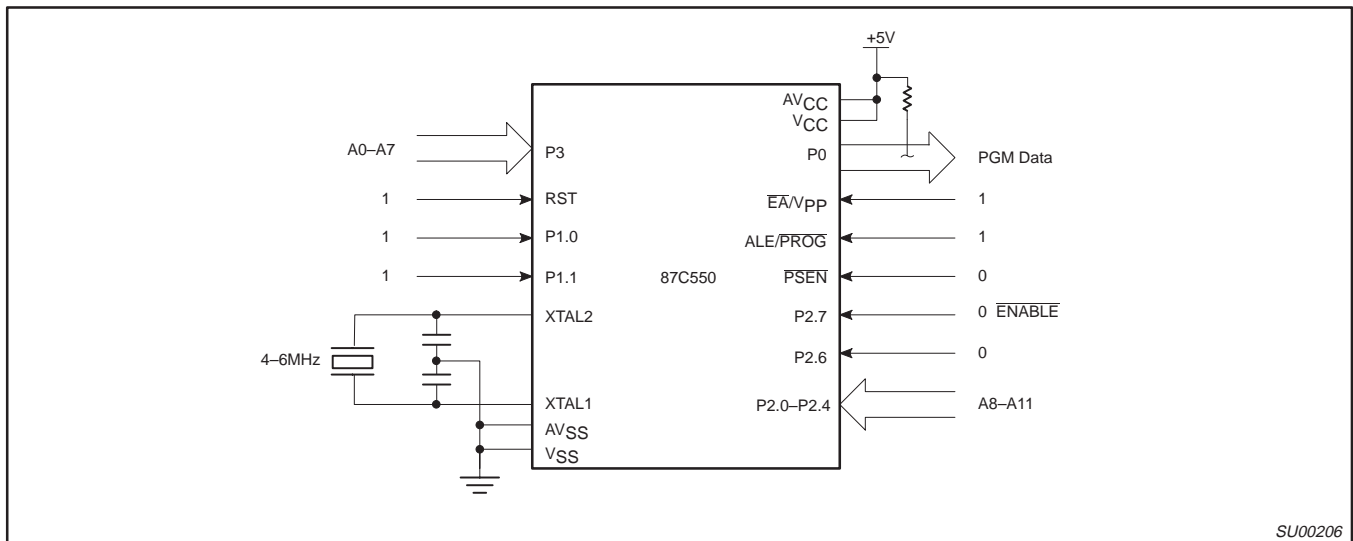 +5V
AVCC
VCC
A0–A7
P3
P0
PGM Data
1
RST
EA/VPP
1
1
P1.0
ALE/PROG
1
1
P1.1
87C550
PSEN
0
XTAL2
P2.7
0 ENABLE
4–6MHz
P2.6
0
XTAL1
P2.0–P2.4
A8–A11
AVSS
VSS
SU00206